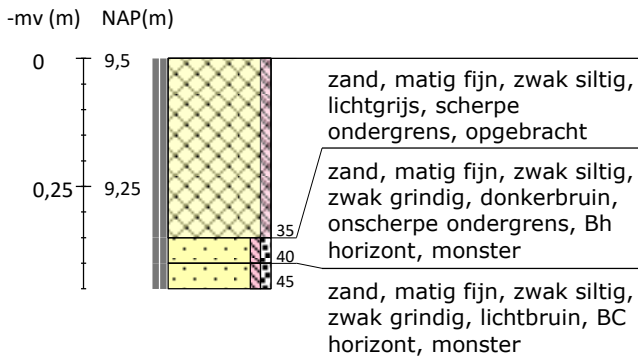 -mv (m) NAP(m)
0 9,5
zand, matig fijn, zwak siltig,
lichtgrijs, scherpe
ondergrens, opgebracht
0,25 9,25
zand, matig fijn, zwak siltig,
zwak grindig, donkerbruin,
onscherpe ondergrens, Bh
horizont, monster
35
40
45
zand, matig fijn, zwak siltig,
zwak grindig, lichtbruin, BC
horizont, monster